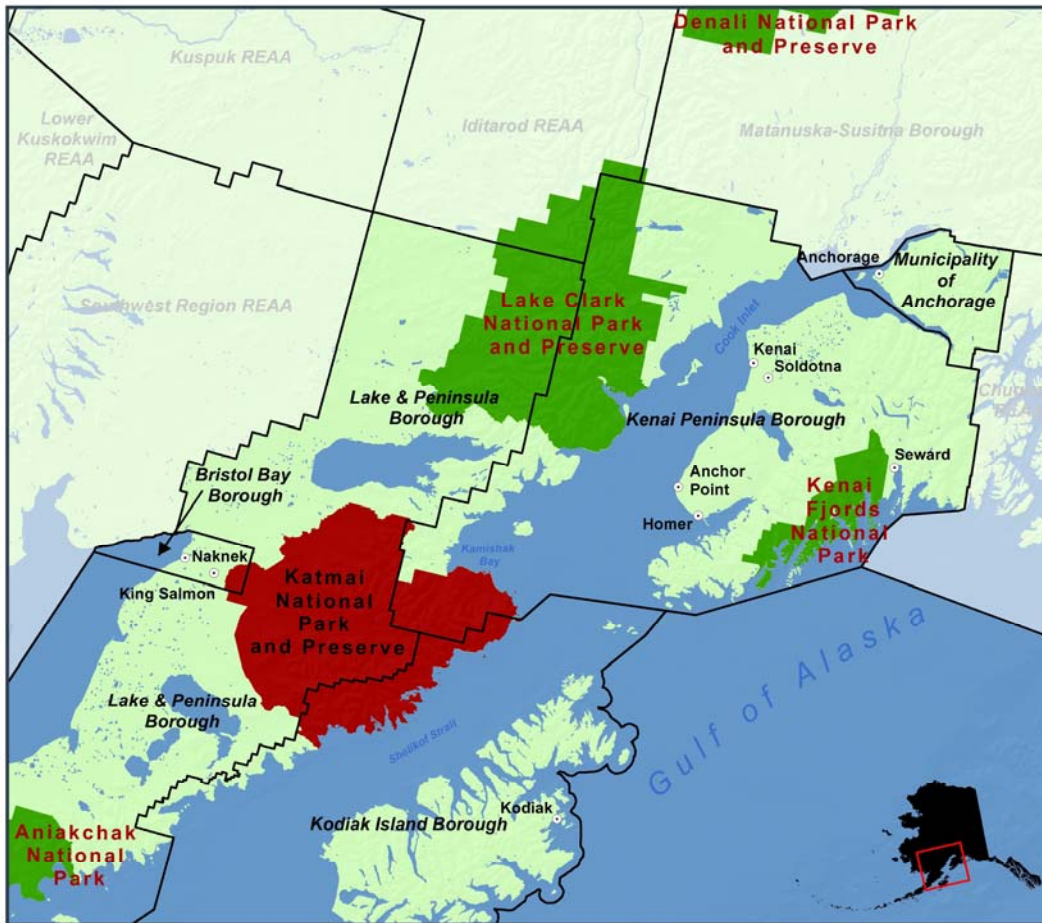 Denali National Park
and Preserve
Kuspuk REAA
Lower
Kuskokwim
REAA
Iditarod REAA
Matanuska-Susitna Borough
Anchorage
Municipality
of
Anchorage
Southwest Region REAA
Lake Clark
National Park
and Preserve
Cook Inlet
Kenai
Soldotna
Lake & Peninsula
Borough
Kenai Peninsula Borough
Seward
Bristol Bay
Borough
Anchor
Point
Kenai
Fjords
National
Park
Homer
Kamishak
Bay
Naknek
King Salmon
Katmai
National
Park
and Preserve
Lake & Peninsula
Borough
Shelikof Strait
Gulf of Alaska
Kodiak
Kodiak Island Borough
Aniakchak
National
Park